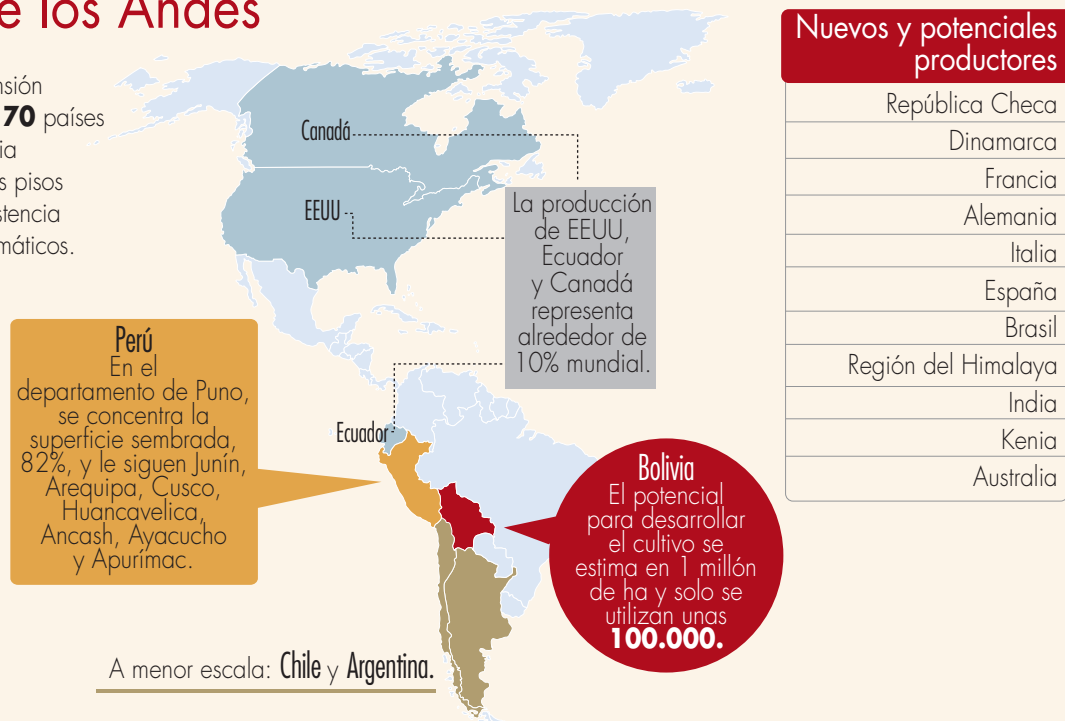 los Andes
70 países
pisos
Canadá
EEUU
La producción
de EEUU,
Ecuador
y Canadá
representa
alrededor de
10% mundial.
Perú
En el
departamento de Puno,
se concentra la
superficie sembrada,
82%, y le siguen Junín,
Arequipa, Cusco,
Huancavelica,
Ancash, Ayacucho
y Apurímac.
Ecuador
Bolivia
El potencial
para desarrollar
el cultivo se
estima en 1 millón
de ha y solo se
utilizan unas
100.000.
A menor escala: Chile y Argentina.
Nuevos y potenciales
productores
República Checa
Dinamarca
Francia
Alemania
Italia
España
Brasil
Región del Himalaya
India
Kenia
Australia